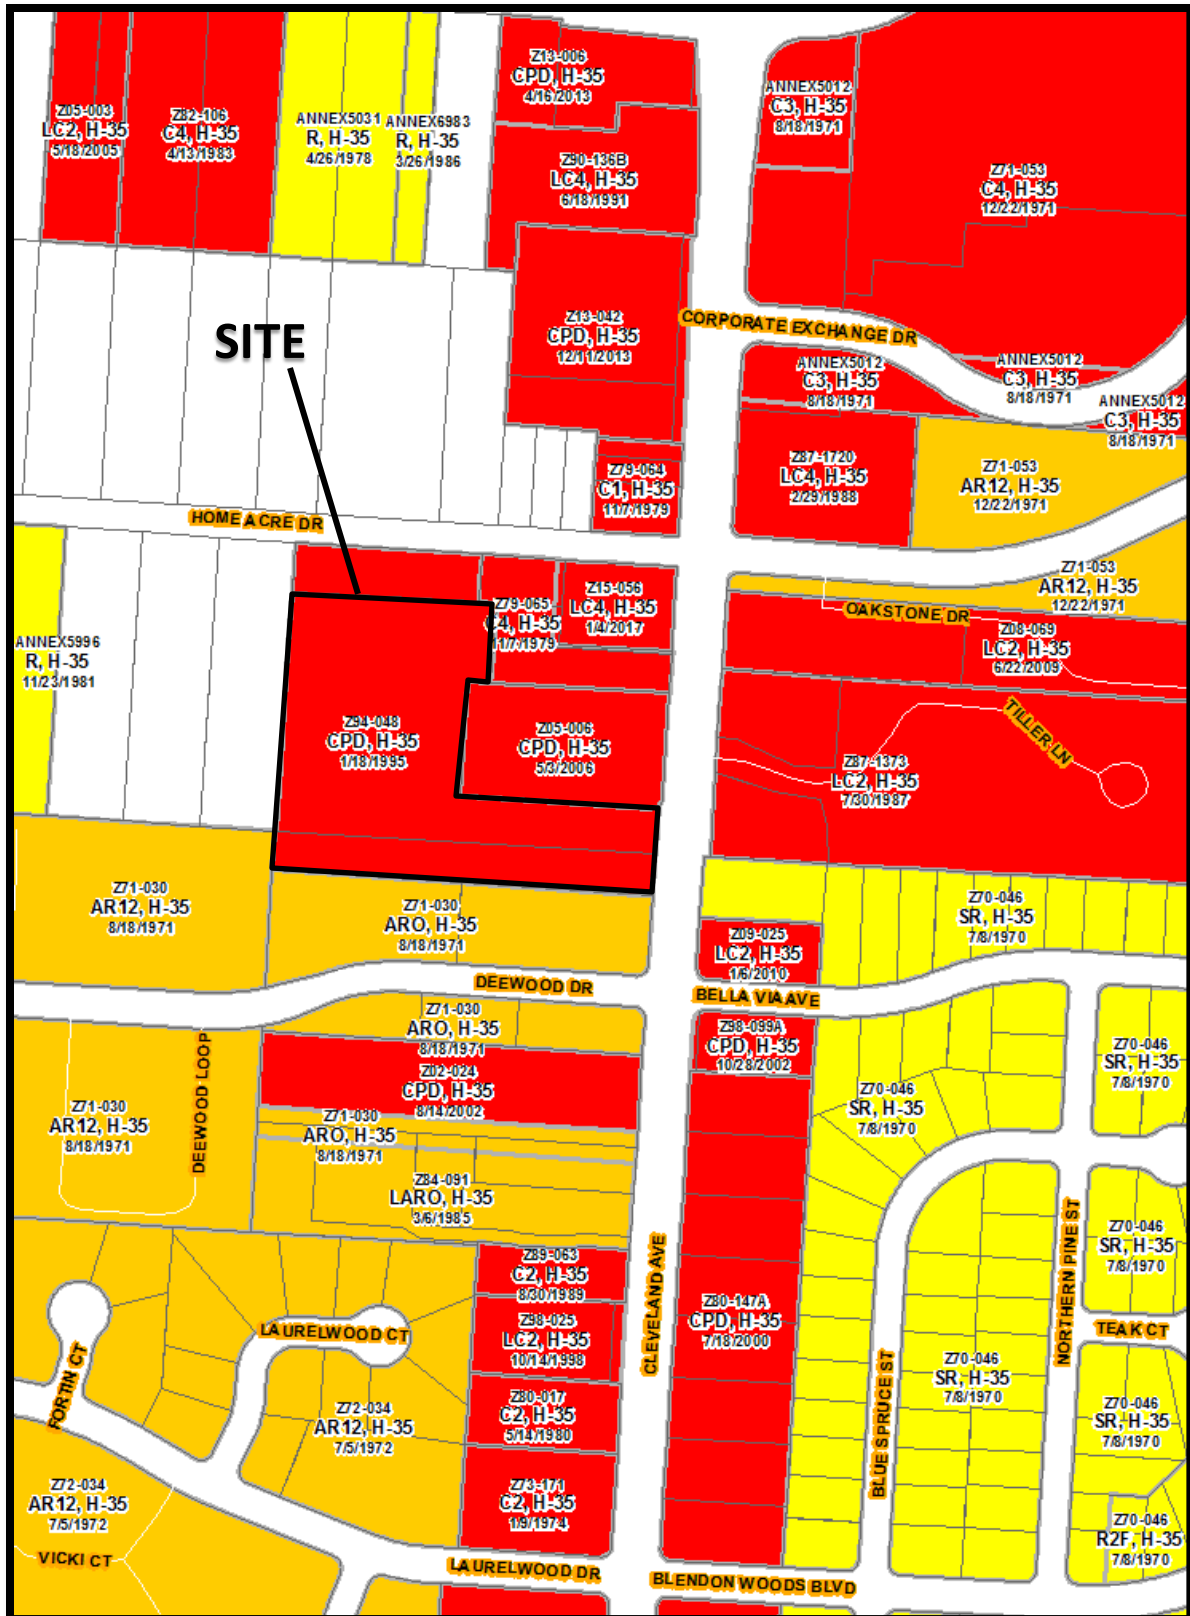 Z13-006
CPD, H-35
4/16/2013
ANNEX5012
C3, H-35
8/18/1971
Z05-003
LC2, H-35
5/18/2005
Z82-106
C4, H-35
4/13/1983
ANNEX5031
R, H-35
4/26/1978
ANNEX6983
R, H-35
3/26/1986
Z90-136B
LC4, H-35
6/18/1991
Z71-053
C4, H-35
12/22/1971
SITE
Z13-042
CPD, H-35
12/11/2013
CORPORATE EXCHANGE DR
ANNEX5012
C3, H-35
8/18/1971
ANNEX5012
C3, H-35
8/18/1971
ANNEX5012
C3, H-35
8/18/1971
Z79-064
C1, H-35
11/7/1979
Z87-1720
LC4, H-35
2/29/1988
Z71-053
AR12, H-35
12/22/1971
HOMEACRE DR
Z79-065
C4, H-35
11/7/1979
Z15-056
LC4, H-35
1/4/2017
Z71-053
AR12, H-35
12/22/1971
OAKSTONE DR
Z08-069
LC2, H-35
6/22/2009
ANNEX5996
R, H-35
11/23/1981
Z94-048
CPD, H-35
1/18/1995
Z05-006
CPD, H-35
5/3/2006
TILLER LN
Z87-1373
LC2, H-35
7/30/1987
Z71-030
AR12, H-35
8/18/1971
Z71-030
ARO, H-35
8/18/1971
Z70-046
SR, H-35
7/8/1970
Z09-025
LC2, H-35
1/6/2010
DEEWOOD DR
BELLA VIA AVE
Z71-030
ARO, H-35
8/18/1971
Z98-099A
CPD, H-35
10/28/2002
Z70-046
SR, H-35
7/8/1970
Z02-024
CPD, H-35
8/14/2002
Z70-046
SR, H-35
7/8/1970
Z71-030
AR12, H-35
8/18/1971
DEEWOOD LOOP
Z71-030
ARO, H-35
8/18/1971
Z84-091
LARO, H-35
3/6/1985
Z70-046
SR, H-35
7/8/1970
Z89-063
C2, H-35
8/30/1989
CLEVELAND AVE
Z80-147A
CPD, H-35
7/18/2000
NORTHERN PINE ST
TEAK CT
LAURELWOOD CT
Z98-025
LC2, H-35
10/14/1998
FORTIN CT
Z72-034
AR12, H-35
7/5/1972
Z80-017
C2, H-35
5/14/1980
BLUE SPRUCE ST
Z70-046
SR, H-35
7/8/1970
Z70-046
SR, H-35
7/8/1970
Z72-034
AR12, H-35
7/5/1972
Z73-171
C2, H-35
1/9/1974
Z70-046
R2F, H-35
7/8/1970
VICKI CT
LAURELWOOD DR
BLENDON WOODS BLVD